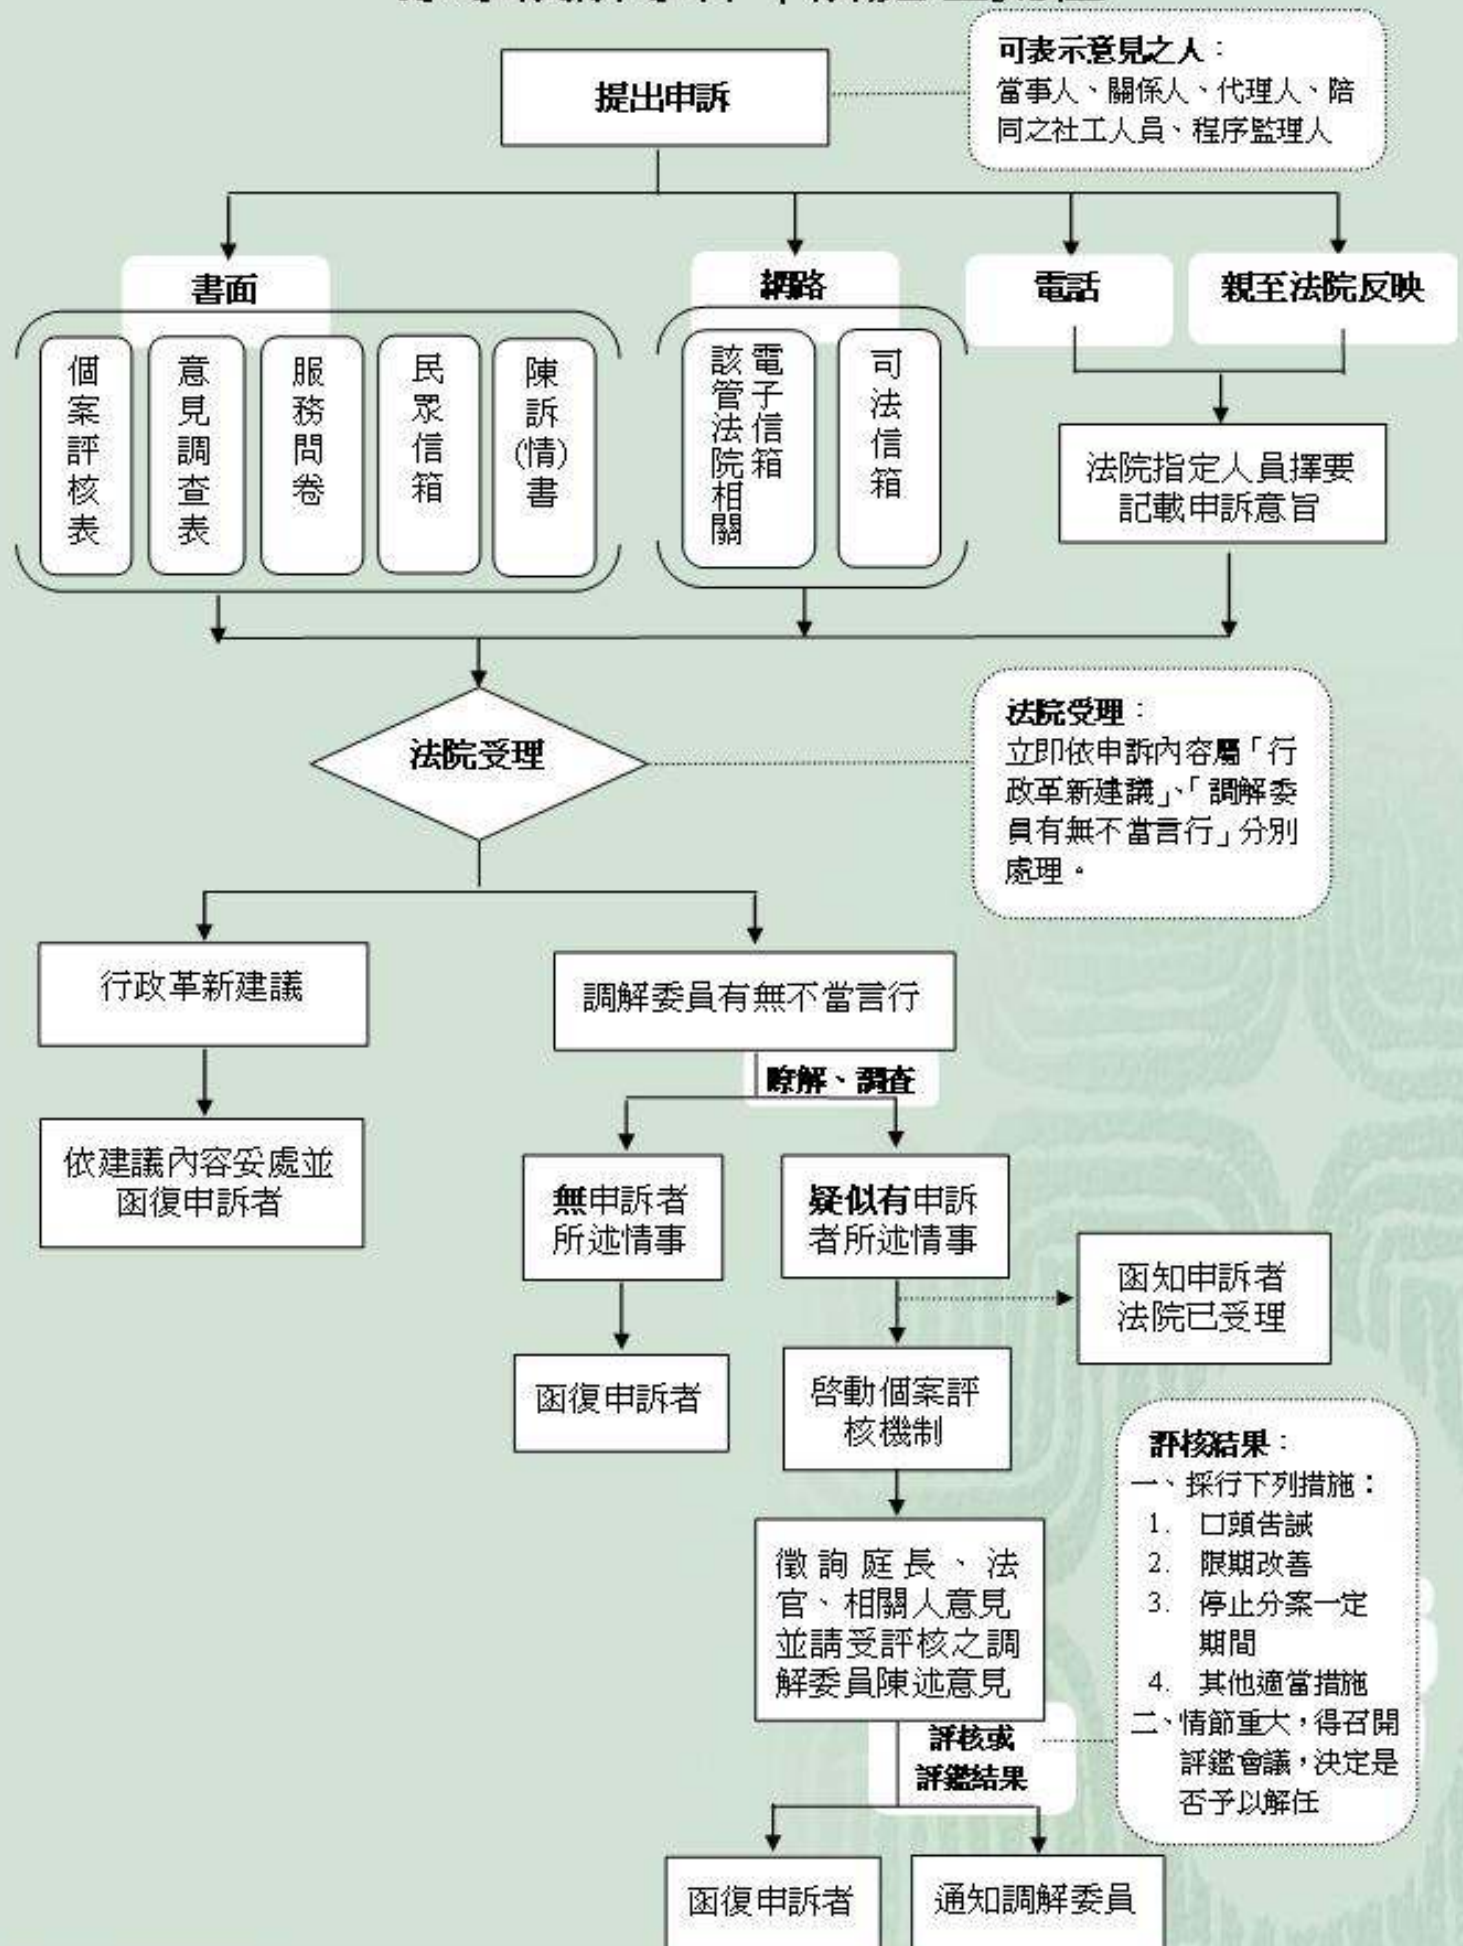 提出申訴
可表示意見之人：
當事人、關係人、代理人、陪
同之社工人員、程序監理人
書面
網路
電話
親至法院反映
個案評核表
意見調查表
服務問卷
民眾信箱
陳訴(情)書
電子信箱
該管法院相關
司法信箱
法院指定人員擇要
記載申訴意旨
法院受理
法院受理：
立即依申訴內容屬「行
政革新建議」、「調解委
員有無不當言行」分別
處理。
行政革新建議
調解委員有無不當言行
瞭解、調查
依建議內容妥處並
函復申訴者
無申訴者
所述情事
疑似有申訴
者所述情事
函知申訴者
法院已受理
函復申訴者
啓動個案評
核機制
評核結果：
一、採行下列措施：
1. 口頭告誡
2. 限期改善
3. 停止分案一定
期間
4. 其他適當措施
二、情節重大，得召開
評鑑會議，決定是
否予以解任
徵詢庭長、法
官、相關人意見
並請受評核之調
解委員陳述意見
評核或
評鑑結果
函復申訴者
通知調解委員